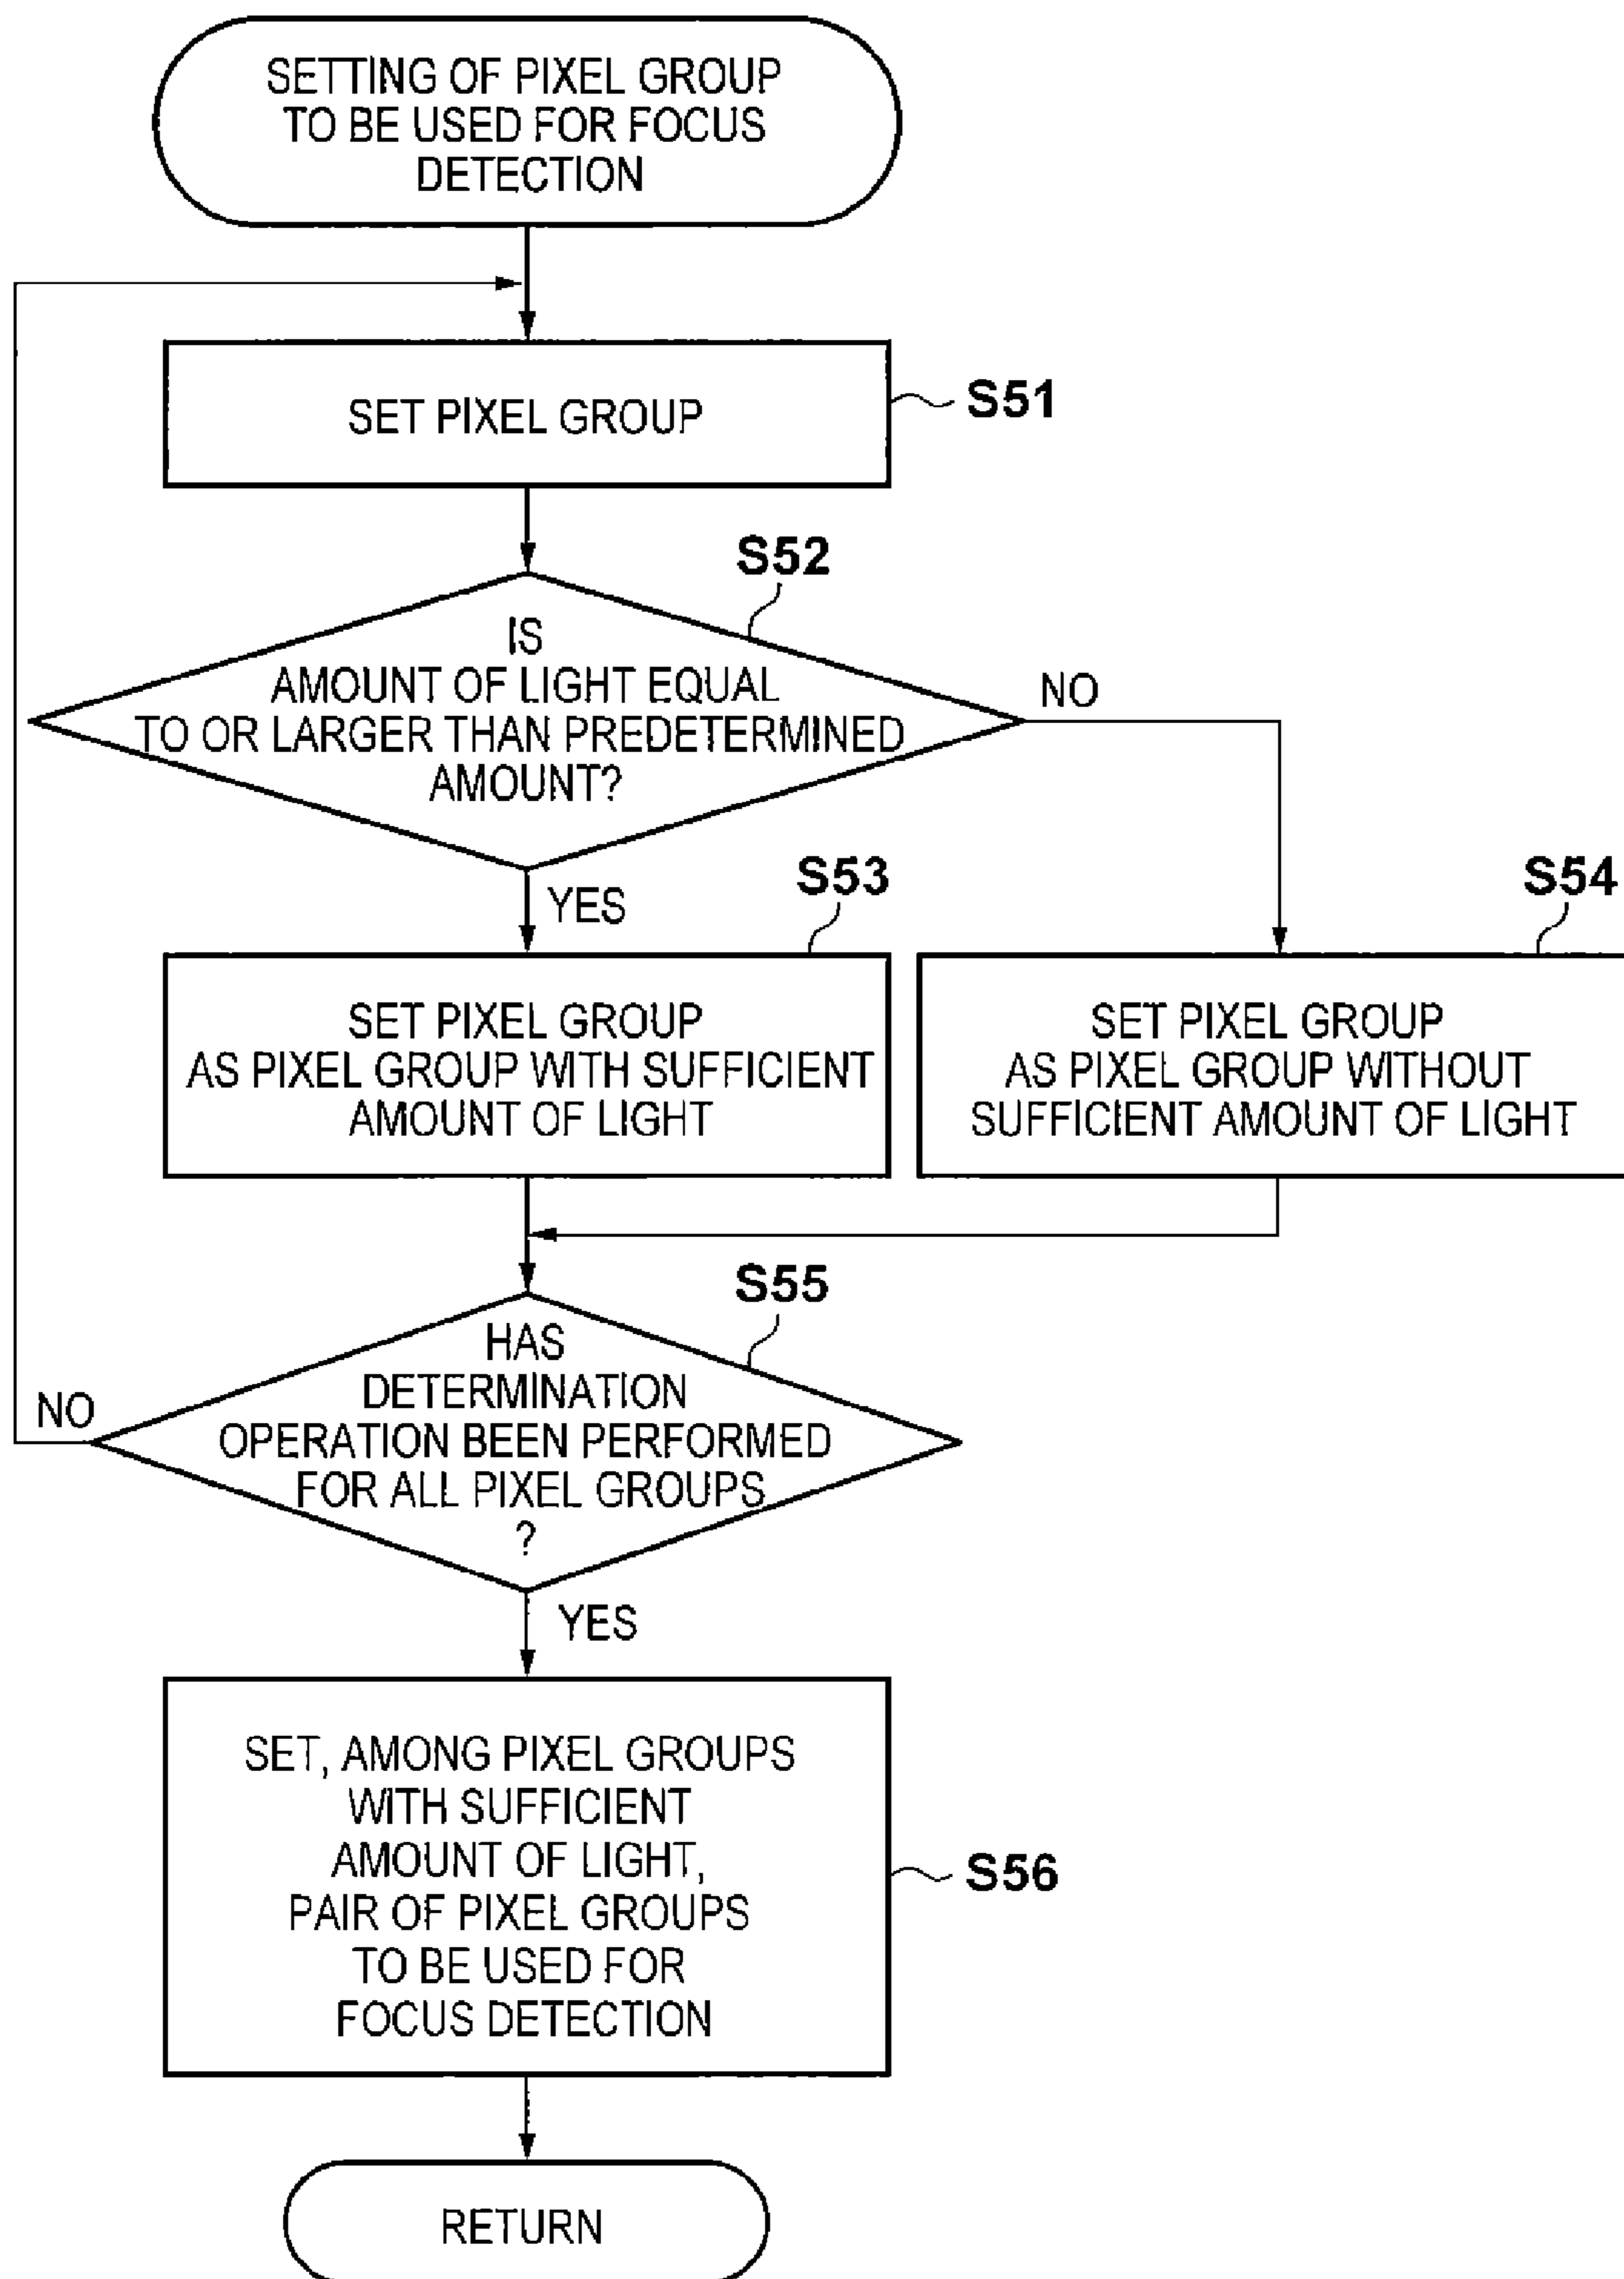 SETTING OF PIXEL GROUP
TO BE USED FOR FOCUS
DETECTION
SET PIXEL GROUP
S51
S52
IS
AMOUNT OF LIGHT EQUAL
TO OR LARGER THAN PREDETERMINED
AMOUNT?
NO
YES
S53
S54
SET PIXEL GROUP
AS PIXEL GROUP WITH SUFFICIENT
AMOUNT OF LIGHT
SET PIXEL GROUP
AS PIXEL GROUP WITHOUT
SUFFICIENT AMOUNT OF LIGHT
S55
HAS
DETERMINATION
OPERATION BEEN PERFORMED
FOR ALL PIXEL GROUPS
?
NO
YES
SET, AMONG PIXEL GROUPS
WITH SUFFICIENT
AMOUNT OF LIGHT,
PAIR OF PIXEL GROUPS
TO BE USED FOR
FOCUS DETECTION
S56
RETURN